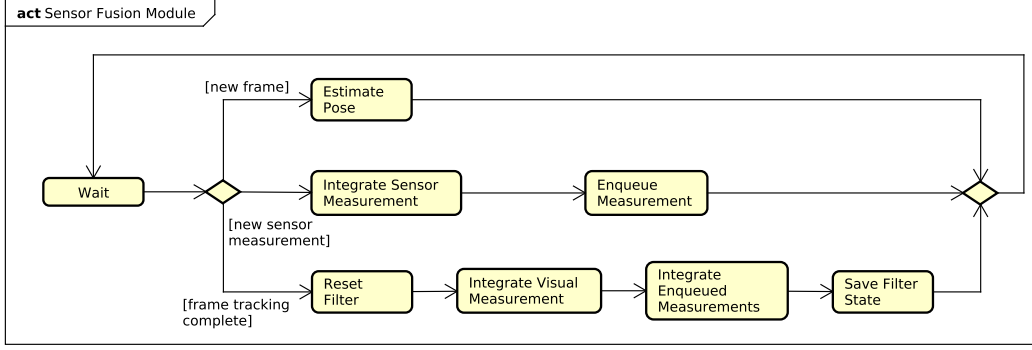 act Sensor Fusion Module
[new frame]
Estimate
Pose
Wait
Integrate Sensor
Measurement
Enqueue
Measurement
[new sensor
measurement]
Reset
Filter
Integrate Visual
Measurement
Integrate
Enqueued
Measurements
Save Filter
State
[frame tracking
complete]